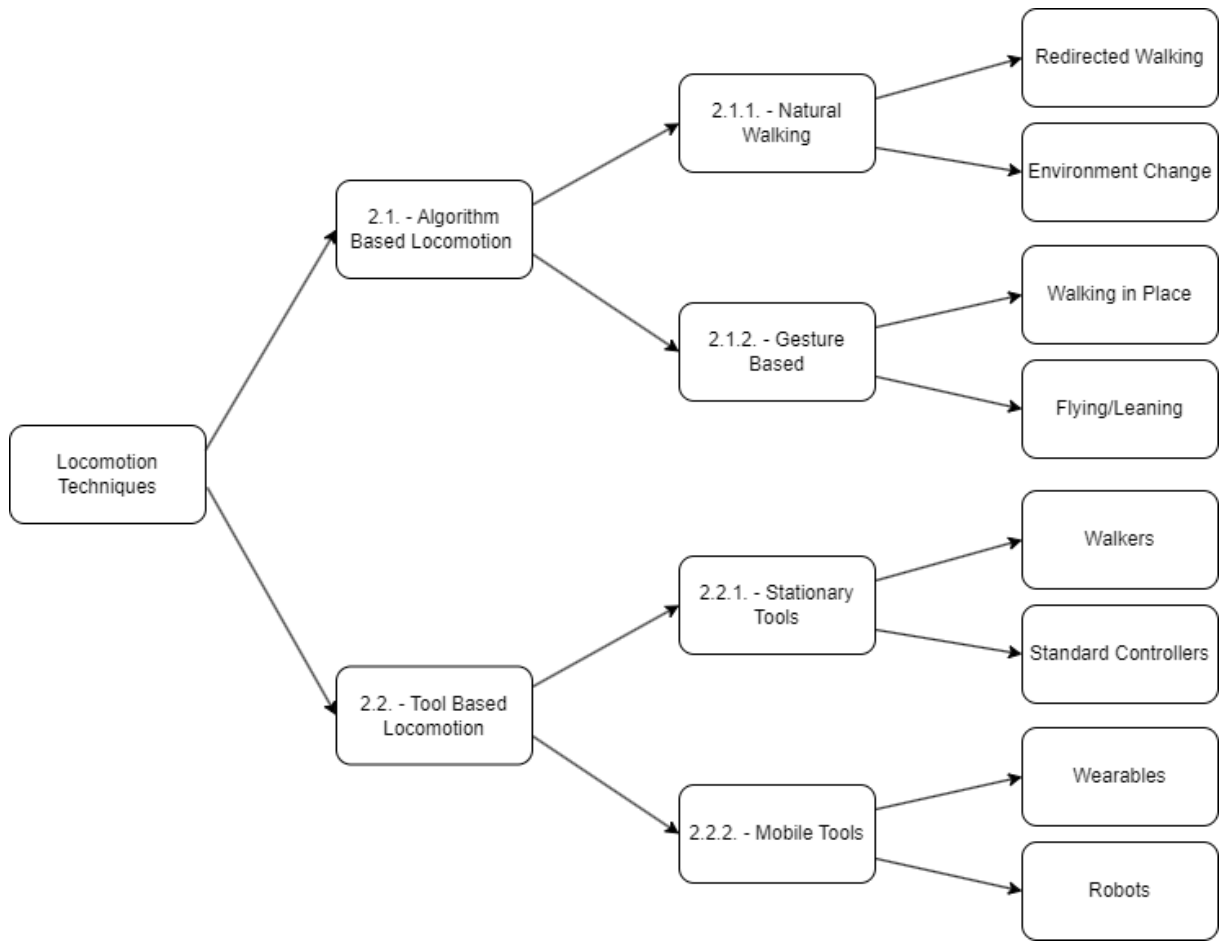 Locomotion
Techniques
2.1. - Algorithm
Based Locomotion
2.2. - Tool Based
Locomotion
2.1.1. - Natural
Walking
2.1.2. - Gesture
Based
2.2.1. - Stationary
Tools
2.2.2. - Mobile Tools
Redirected Walking
Environment Change
Walking in Place
Flying/Leaning
Walkers
Standard Controllers
Wearables
Robots